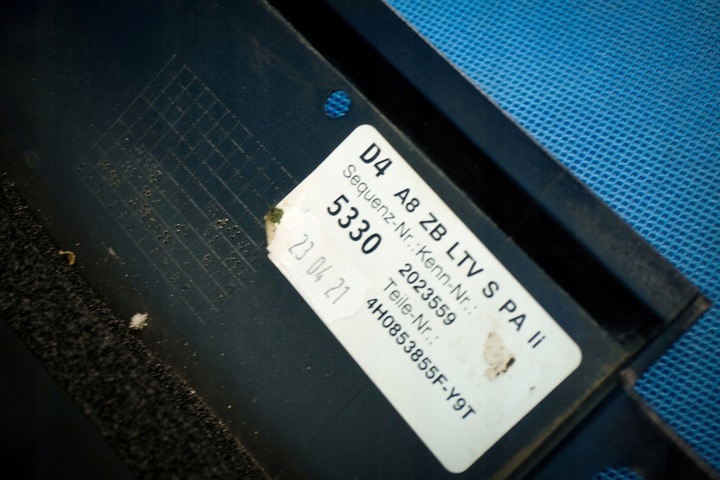 D4 A8 ZB LTV S PA li
Sequenz-Nr.:Kenn-Nr.:
5330 2023559
Teile-Nr.:
23 04 21
4H0853855F-Y9T